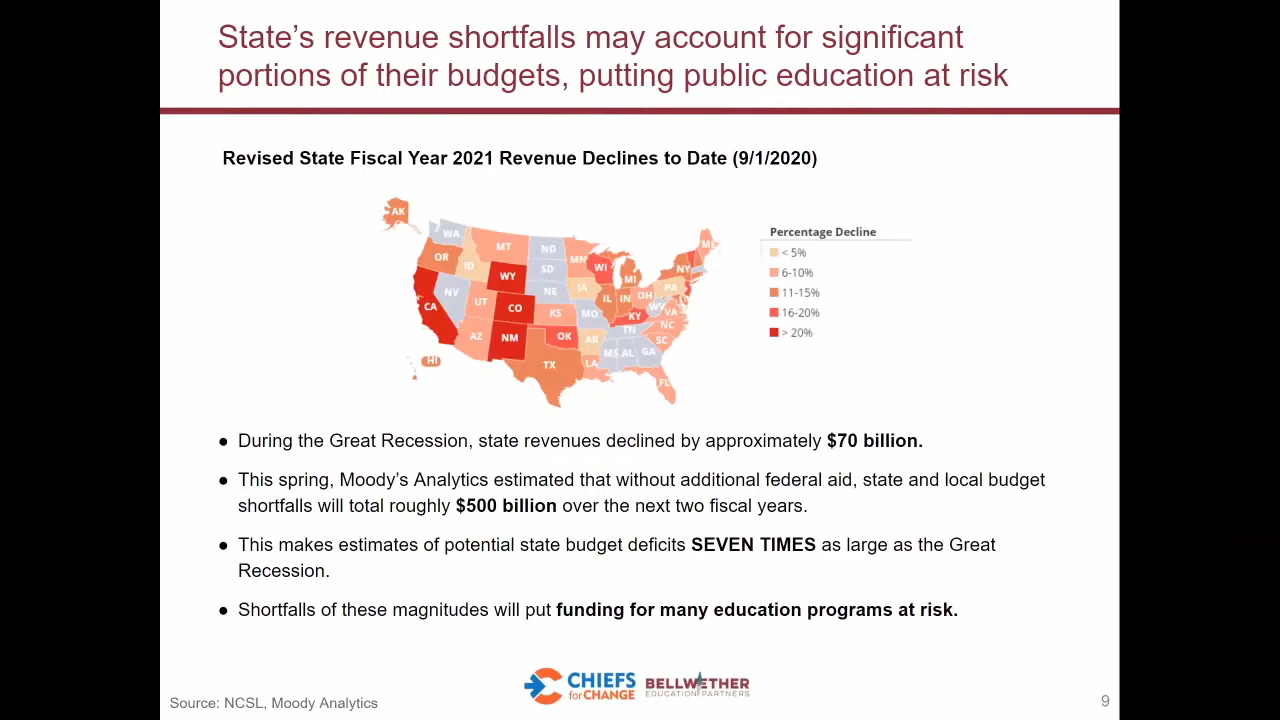 State's revenue shortfalls may account for significant
portions of their budgets, putting public education at risk
Revised State Fiscal Year 2021 Revenue Declines to Date (9/1/2020)
AK
WA
MT
ND
MN
ME
OR
ID
WY
SD
WI
MI
NY
NV
UT
CO
NE
IA
IL
IN
OH
PA
CA
AZ
NM
KS
MO
KY
WV
VA
OK
AR
TN
NC
SC
TX
LA
MS
AL
GA
FL
HI
Percentage Decline
< 5%
6-10%
11-15%
16-20%
> 20%
● During the Great Recession, state revenues declined by approximately $70 billion.
● This spring, Moody's Analytics estimated that without additional federal aid, state and local budget
shortfalls will total roughly $500 billion over the next two fiscal years.
● This makes estimates of potential state budget deficits SEVEN TIMES as large as the Great
Recession.
● Shortfalls of these magnitudes will put funding for many education programs at risk.
CHIEFS
for CHANGE
BELLWETHER
EDUCATION PARTNERS
Source: NCSL, Moody Analytics
9